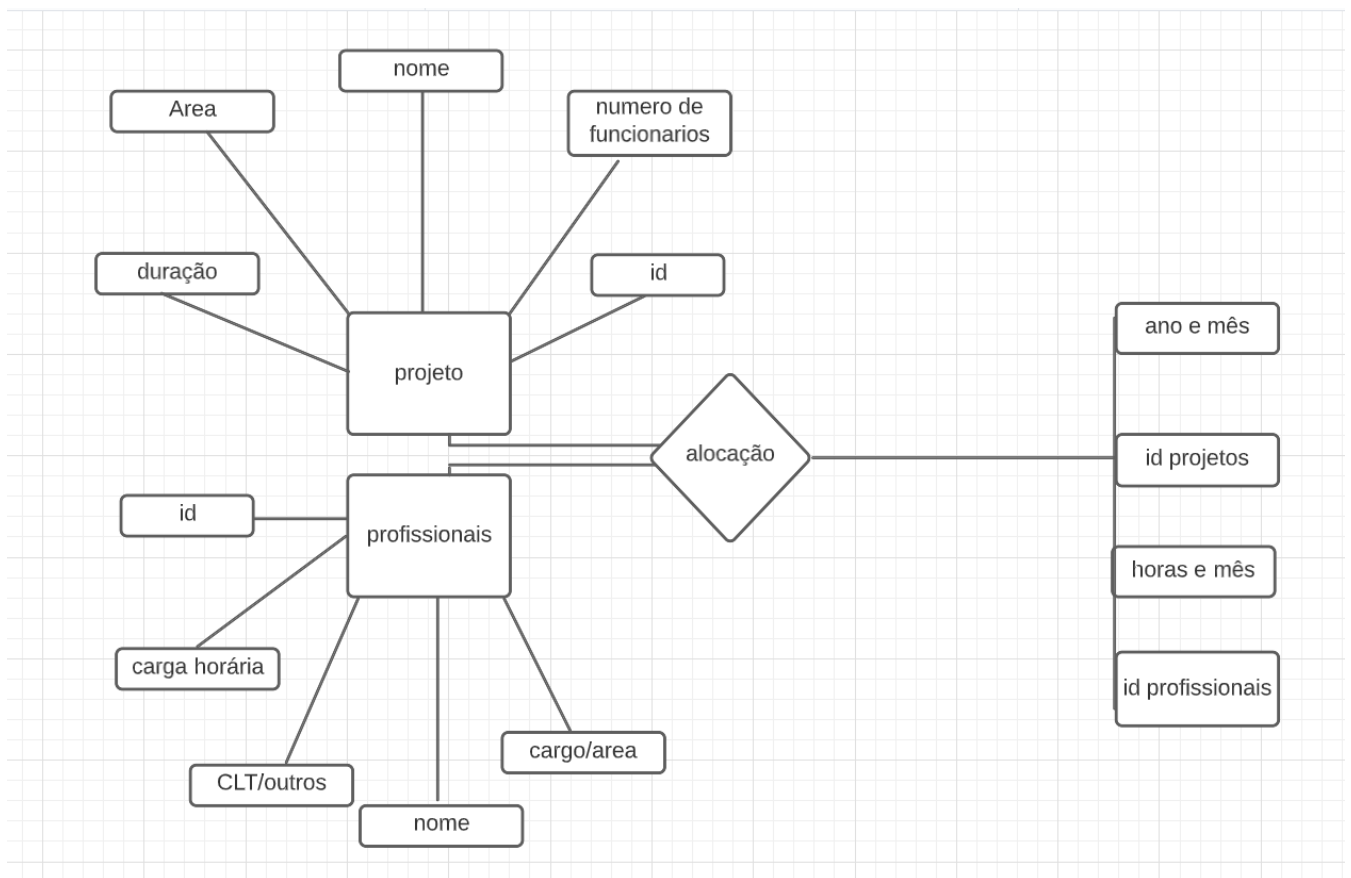 nome
Area
numero de
funcionarios
duração
id
projeto
ano e mês
alocação
id projetos
id
profissionais
horas e mês
carga horária
id profissionais
cargo/area
CLT/outros
nome